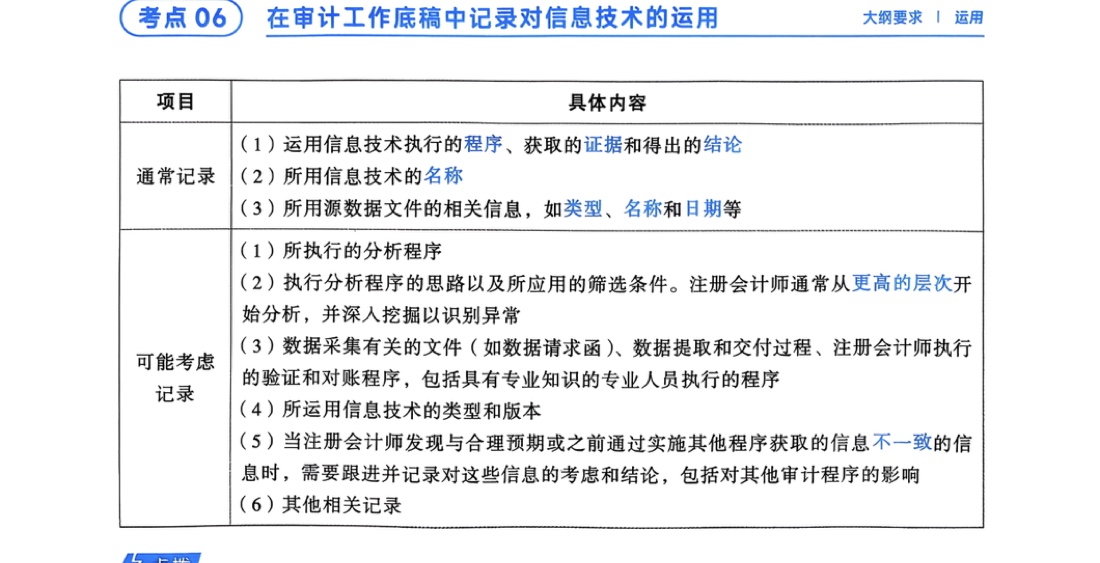 考点 06 在审计工作底稿中记录对信息技术的运用 大纲要求 | 运用
项目 具体内容
通常记录
(1)运用信息技术执行的程序、获取的证据和得出的结论
(2)所用信息技术的名称
(3)所用源数据文件的相关信息，如类型、名称和日期等
可能考虑
记录
(1)所执行的分析程序
(2)执行分析程序的思路以及所应用的筛选条件。注册会计师通常从更高的层次开
始分析，并深入挖掘以识别异常
(3)数据采集有关的文件(如数据请求函)、数据提取和交付过程、注册会计师执行
的验证和对账程序，包括具有专业知识的专业人员执行的程序
(4)所运用信息技术的类型和版本
(5)当注册会计师发现与合理预期或之前通过实施其他程序获取的信息不一致的信
息时，需要跟进并记录对这些信息的考虑和结论，包括对其他审计程序的影响
(6)其他相关记录